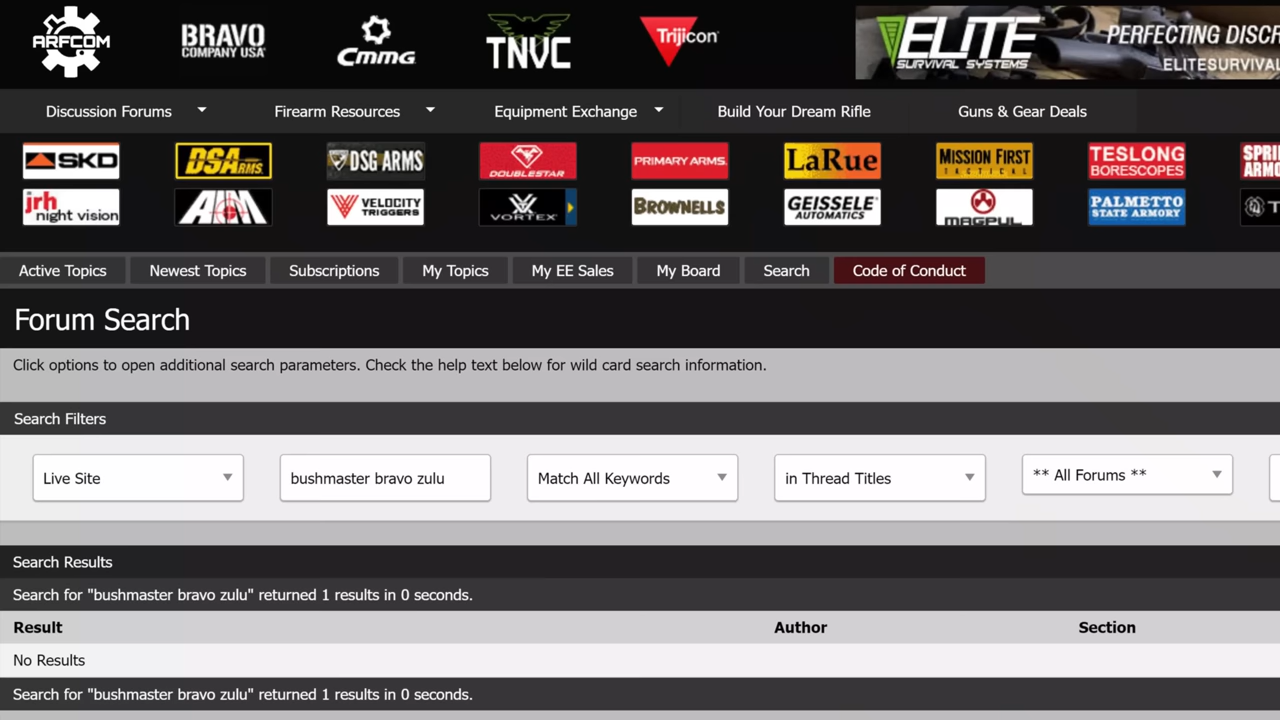 ARFCOM
BRAVO
COMPANY USA
CMMG
TNVC
Trijicon
ELITE
SURVIVAL SYSTEMS
PERFECTING DISCR
ELITESURVIVAL
Discussion Forums Firearm Resources Equipment Exchange Build Your Dream Rifle Guns & Gear Deals
SKD DSA ARMS. DSG ARMS DOUBLESTAR PRIMARY ARMS LaRue MISSION FIRST TACTICAL TESLONG BORESCOPES SPRI ARMO
jrh night vision AIM VELOCITY TRIGGERS VORTEX BROWNELLS GEISSELE AUTOMATICS MAGPUL PALMETTO STATE ARMORY T
Active Topics Newest Topics Subscriptions My Topics My EE Sales My Board Search Code of Conduct
Forum Search
Click options to open additional search parameters. Check the help text below for wild card search information.
Search Filters
Live Site bushmaster bravo zulu Match All Keywords in Thread Titles ** All Forums **
Search Results
Search for "bushmaster bravo zulu" returned 1 results in 0 seconds.
Result Author Section
No Results
Search for "bushmaster bravo zulu" returned 1 results in 0 seconds.